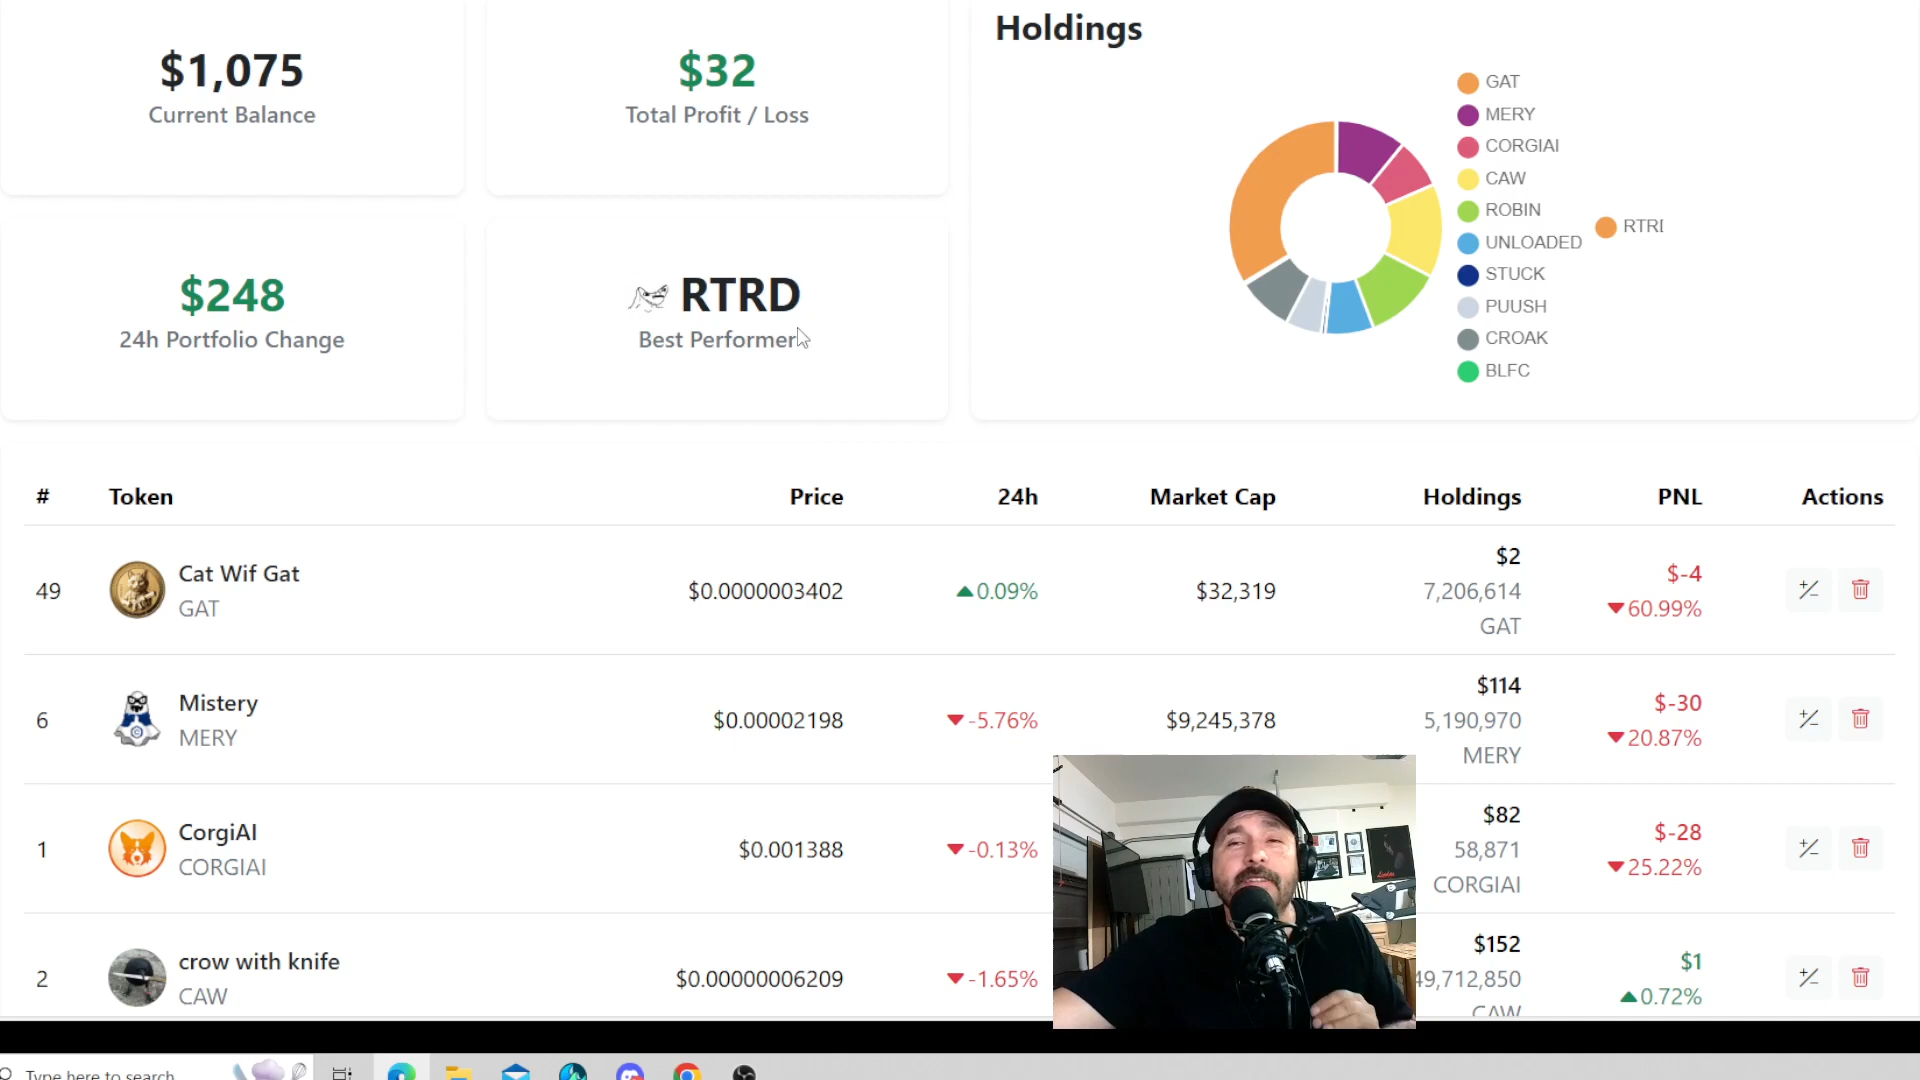 Holdings
$1,075
Current Balance
$32
Total Profit / Loss
$248
24h Portfolio Change
RTRD
Best Performer
GAT
MERY
CORGIAI
CAW
ROBIN
UNLOADED
STUCK
PUUSH
CROAK
BLFC
RTRI
# Token Price 24h Market Cap Holdings PNL Actions
49 Cat Wif Gat GAT $0.0000003402 ▲0.09% $32,319 $2 7,206,614 GAT $-4 ▼60.99%
6 Mistery MERY $0.00002198 ▼-5.76% $9,245,378 $114 5,190,970 MERY $-30 ▼20.87%
1 CorgiAI CORGIAI $0.001388 ▼-0.13% $82 58,871 CORGIAI $-28 ▼25.22%
2 crow with knife CAW $0.00000006209 ▼-1.65% $152 49,712,850 CAW $1 ▲0.72%
Type here to search